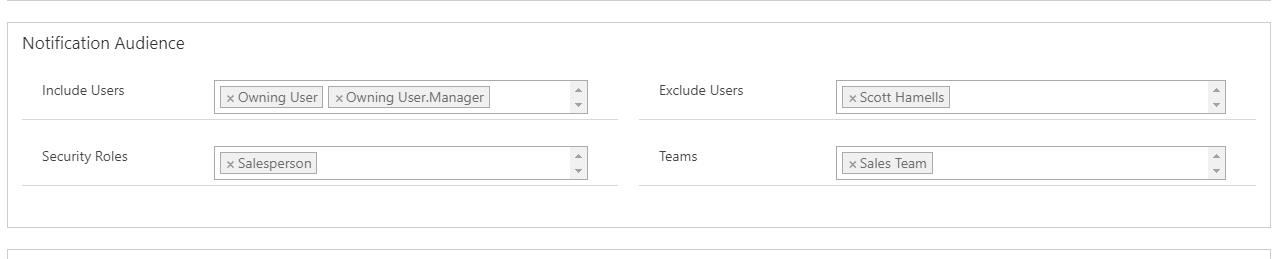 Notification Audience
Include Users
× Owning User × Owning User.Manager
Exclude Users
× Scott Hamells
Security Roles
× Salesperson
Teams
× Sales Team